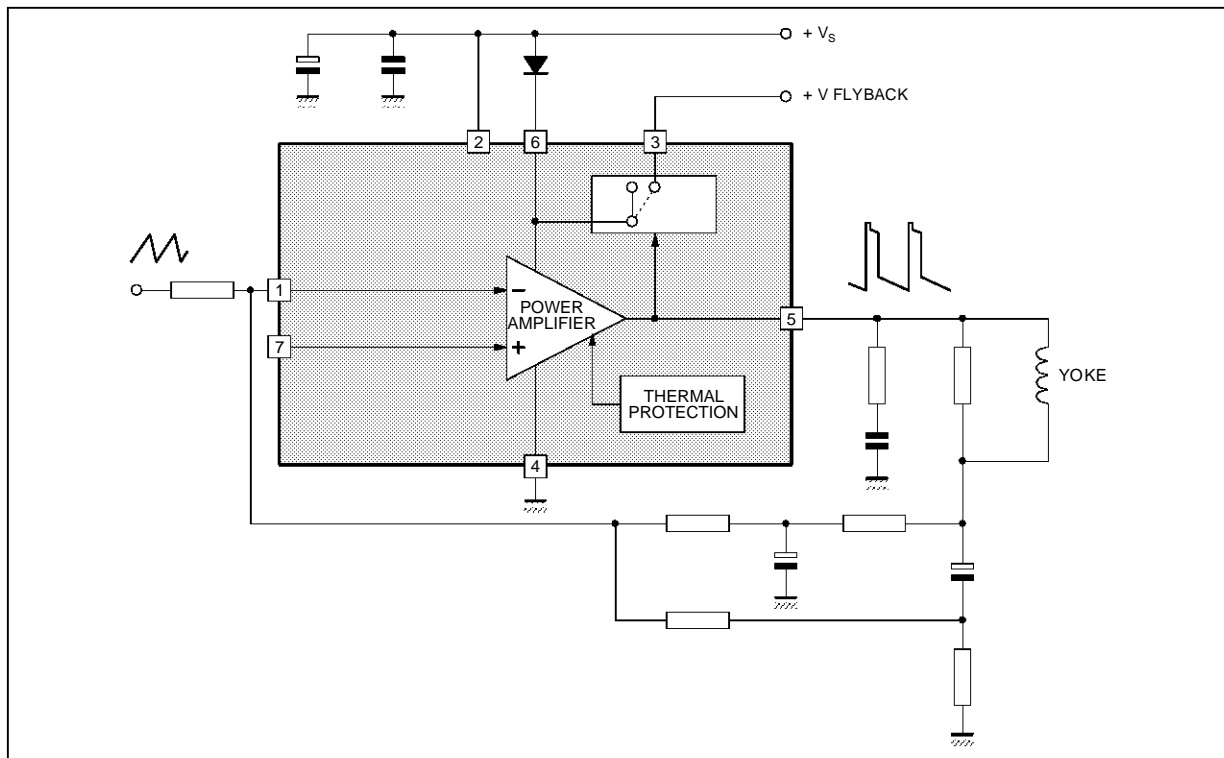 + VS
+ V FLYBACK
2
6
3
1
−
POWER
AMPLIFIER
7
+
5
YOKE
THERMAL
PROTECTION
4